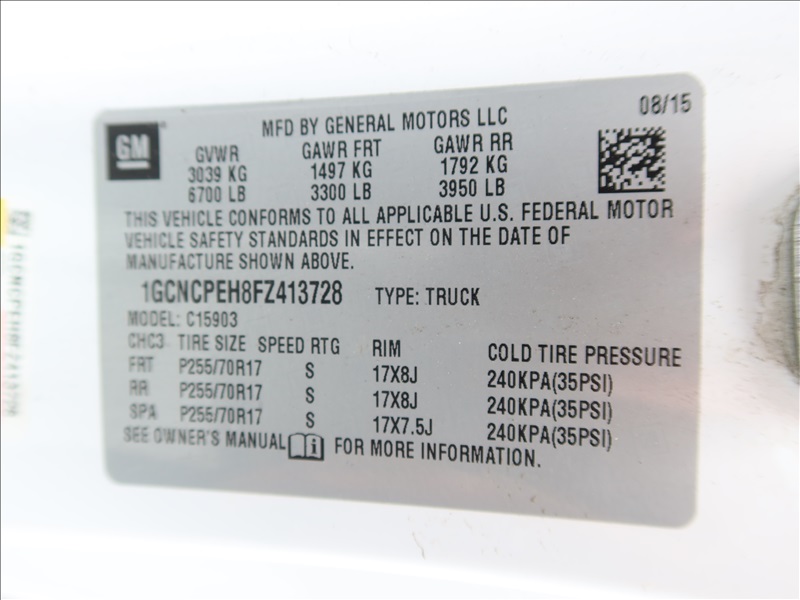 GM
MFD BY GENERAL MOTORS LLC
08/15
GVWR GAWR FRT GAWR RR
3039 KG 1497 KG 1792 KG
6700 LB 3300 LB 3950 LB
THIS VEHICLE CONFORMS TO ALL APPLICABLE U.S. FEDERAL MOTOR
VEHICLE SAFETY STANDARDS IN EFFECT ON THE DATE OF
MANUFACTURE SHOWN ABOVE.
1GCNCPEH8FZ413728 TYPE: TRUCK
MODEL: C15903
CHC3 TIRE SIZE SPEED RTG RIM COLD TIRE PRESSURE
FRT P255/70R17 S 17X8J 240KPA(35PSI)
RR P255/70R17 S 17X8J 240KPA(35PSI)
SPA P255/70R17 S 17X7.5J 240KPA(35PSI)
SEE OWNER'S MANUAL FOR MORE INFORMATION.